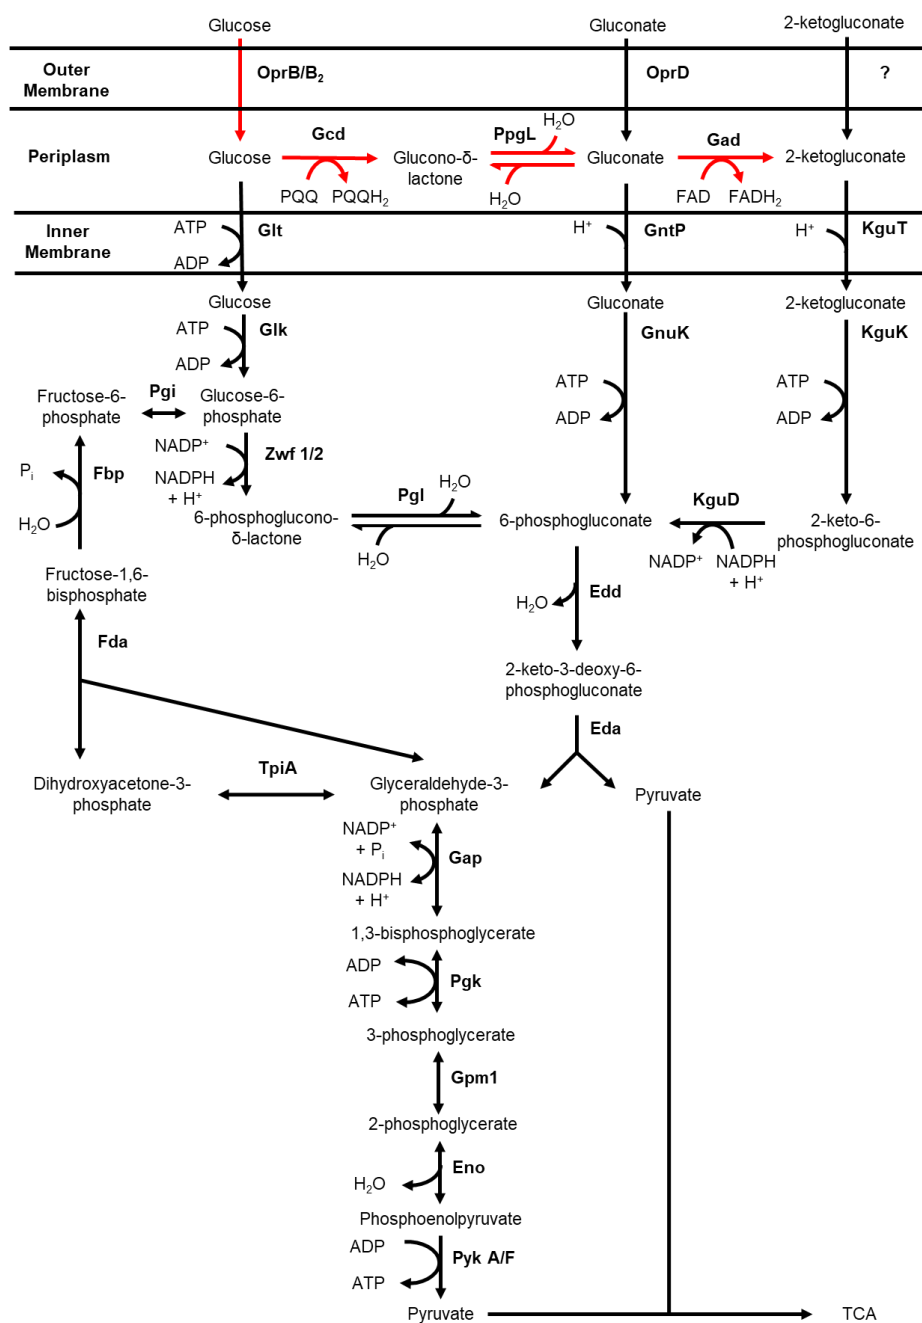 Glucose
Gluconate
2-ketogluconate
Outer
Membrane
OprB/B₂
OprD
?
Periplasm
Glucose
Gcd
PQQ
PQQH₂
Glucono-δ-
lactone
PpgL
H₂O
H₂O
Gluconate
Gad
FAD
FADH₂
2-ketogluconate
Inner
Membrane
ATP
ADP
Glt
H⁺
GntP
H⁺
KguT
Glucose
Gluconate
2-ketogluconate
ATP
ADP
Glk
GnuK
KguK
ATP
ADP
ATP
ADP
Fructose-6-
phosphate
Pgi
Glucose-6-
phosphate
NADP⁺
NADPH
+ H⁺
Zwf 1/2
Pᵢ
H₂O
Fbp
6-phosphoglucono-
δ-lactone
Pgl
H₂O
H₂O
6-phosphogluconate
KguD
NADP⁺
NADPH
+ H⁺
2-keto-6-
phosphogluconate
Fructose-1,6-
bisphosphate
H₂O
Edd
Fda
2-keto-3-deoxy-6-
phosphogluconate
Eda
Dihydroxyacetone-3-
phosphate
TpiA
Glyceraldehyde-3-
phosphate
Pyruvate
NADP⁺
+ Pᵢ
NADPH
+ H⁺
Gap
1,3-bisphosphoglycerate
ADP
ATP
Pgk
3-phosphoglycerate
Gpm1
2-phosphoglycerate
Eno
H₂O
Phosphoenolpyruvate
ADP
ATP
Pyk A/F
Pyruvate
TCA